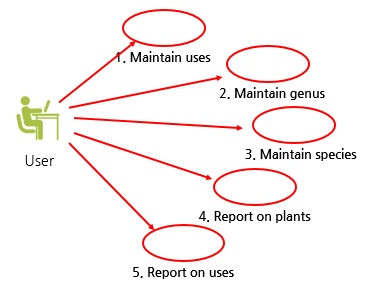 1. Maintain uses
2. Maintain genus
3. Maintain species
User
4. Report on plants
5. Report on uses